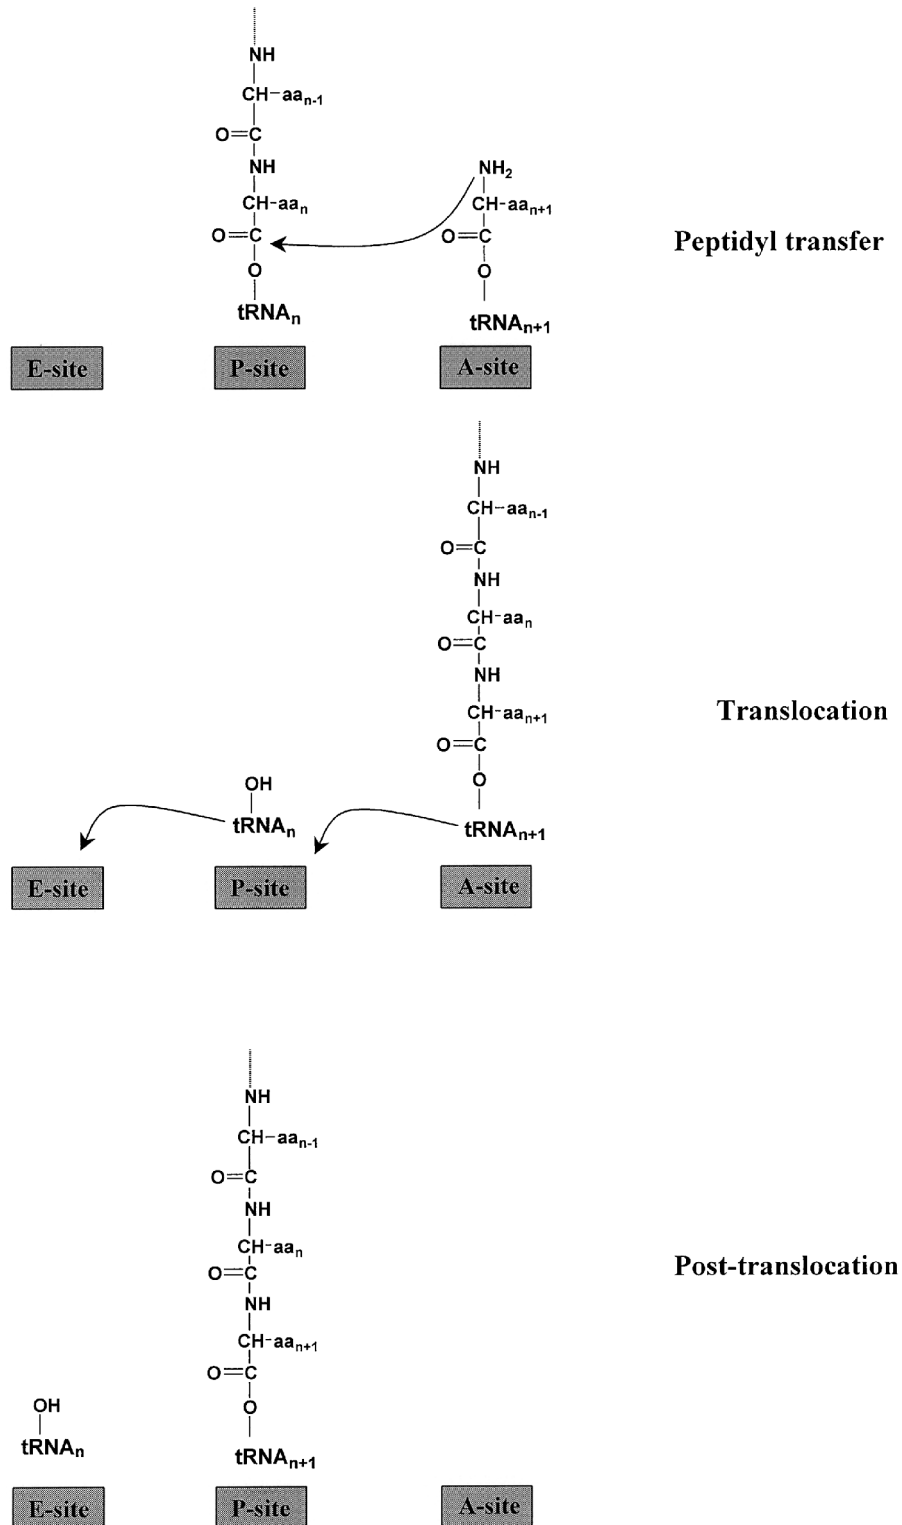 NH
CH-aan-1
O=C
NH
NH2
CH-aan
CH-aan+1
O=C
O=C
Peptidyl transfer
O
O
tRNAn
tRNAn+1
E-site
P-site
A-site
NH
CH-aan-1
O=C
NH
CH-aan
O=C
NH
CH-aan+1
Translocation
O=C
OH
O
tRNAn
tRNAn+1
E-site
P-site
A-site
NH
CH-aan-1
O=C
NH
CH-aan
Post-translocation
O=C
NH
CH-aan+1
O=C
OH
O
tRNAn
tRNAn+1
E-site
P-site
A-site